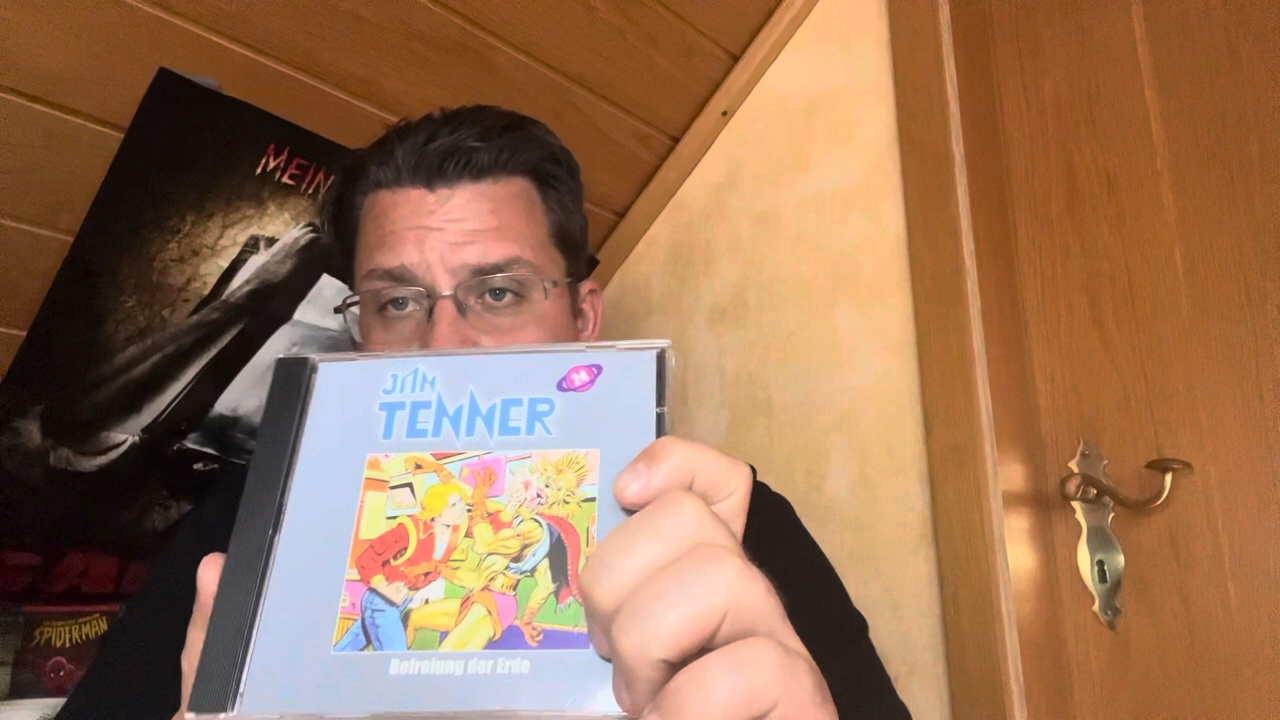 MEIN
JAN
TENNER
24
Befreiung der Erde
SPIDER-MAN